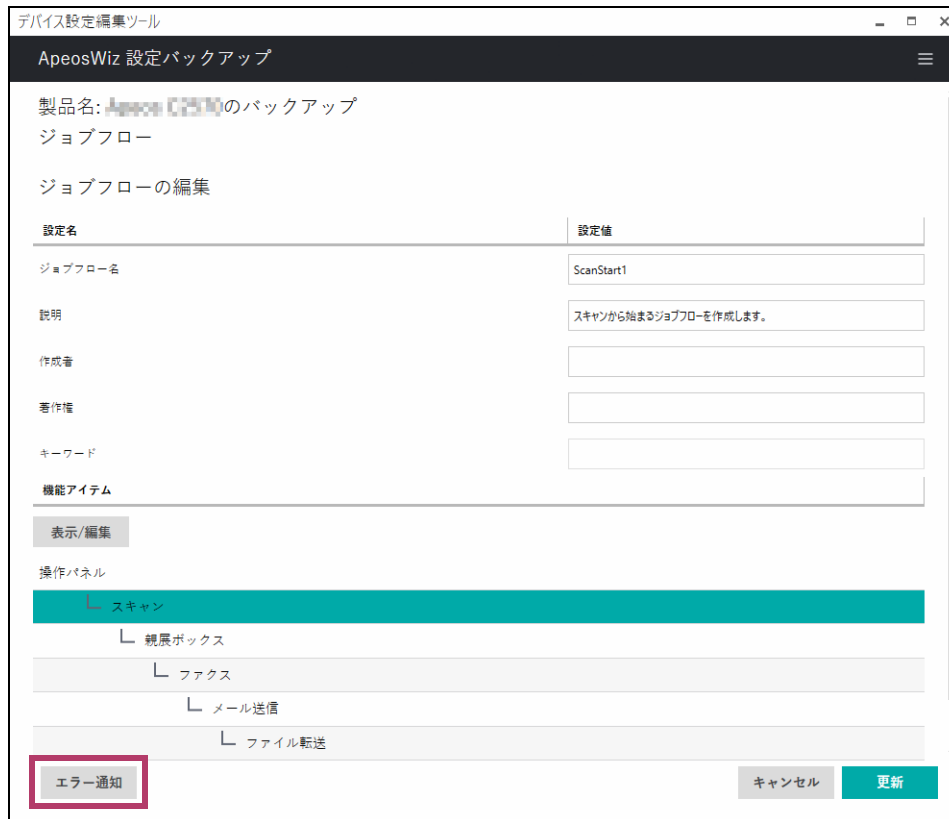 デバイス設定編集ツール
ApeosWiz 設定バックアップ
製品名: のバックアップ
ジョブフロー
ジョブフローの編集
設定名 設定値
ジョブフロー名 ScanStart1
説明 スキャンから始まるジョブフローを作成します。
作成者
著作権
キーワード
機能アイテム
表示/編集
操作パネル
スキャン
親展ボックス
ファクス
メール送信
ファイル転送
エラー通知 キャンセル 更新